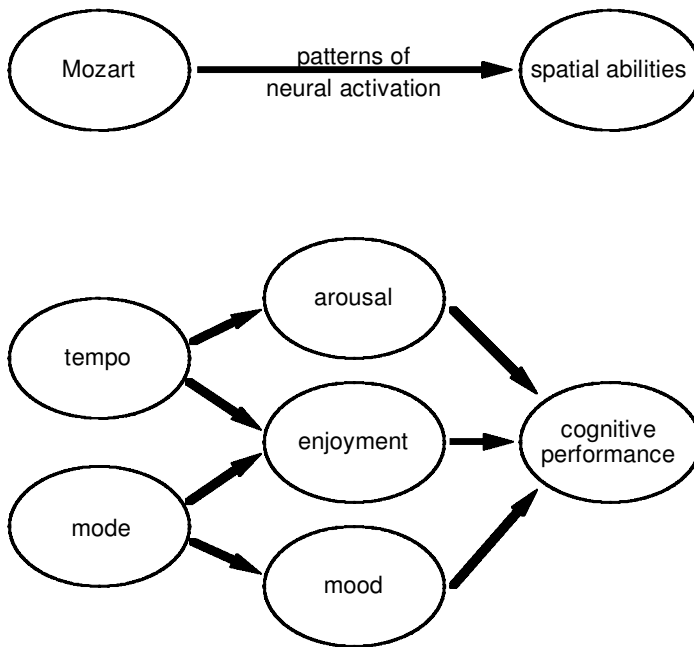 Mozart
patterns of
neural activation
spatial abilities
arousal
tempo
enjoyment
cognitive
performance
mode
mood